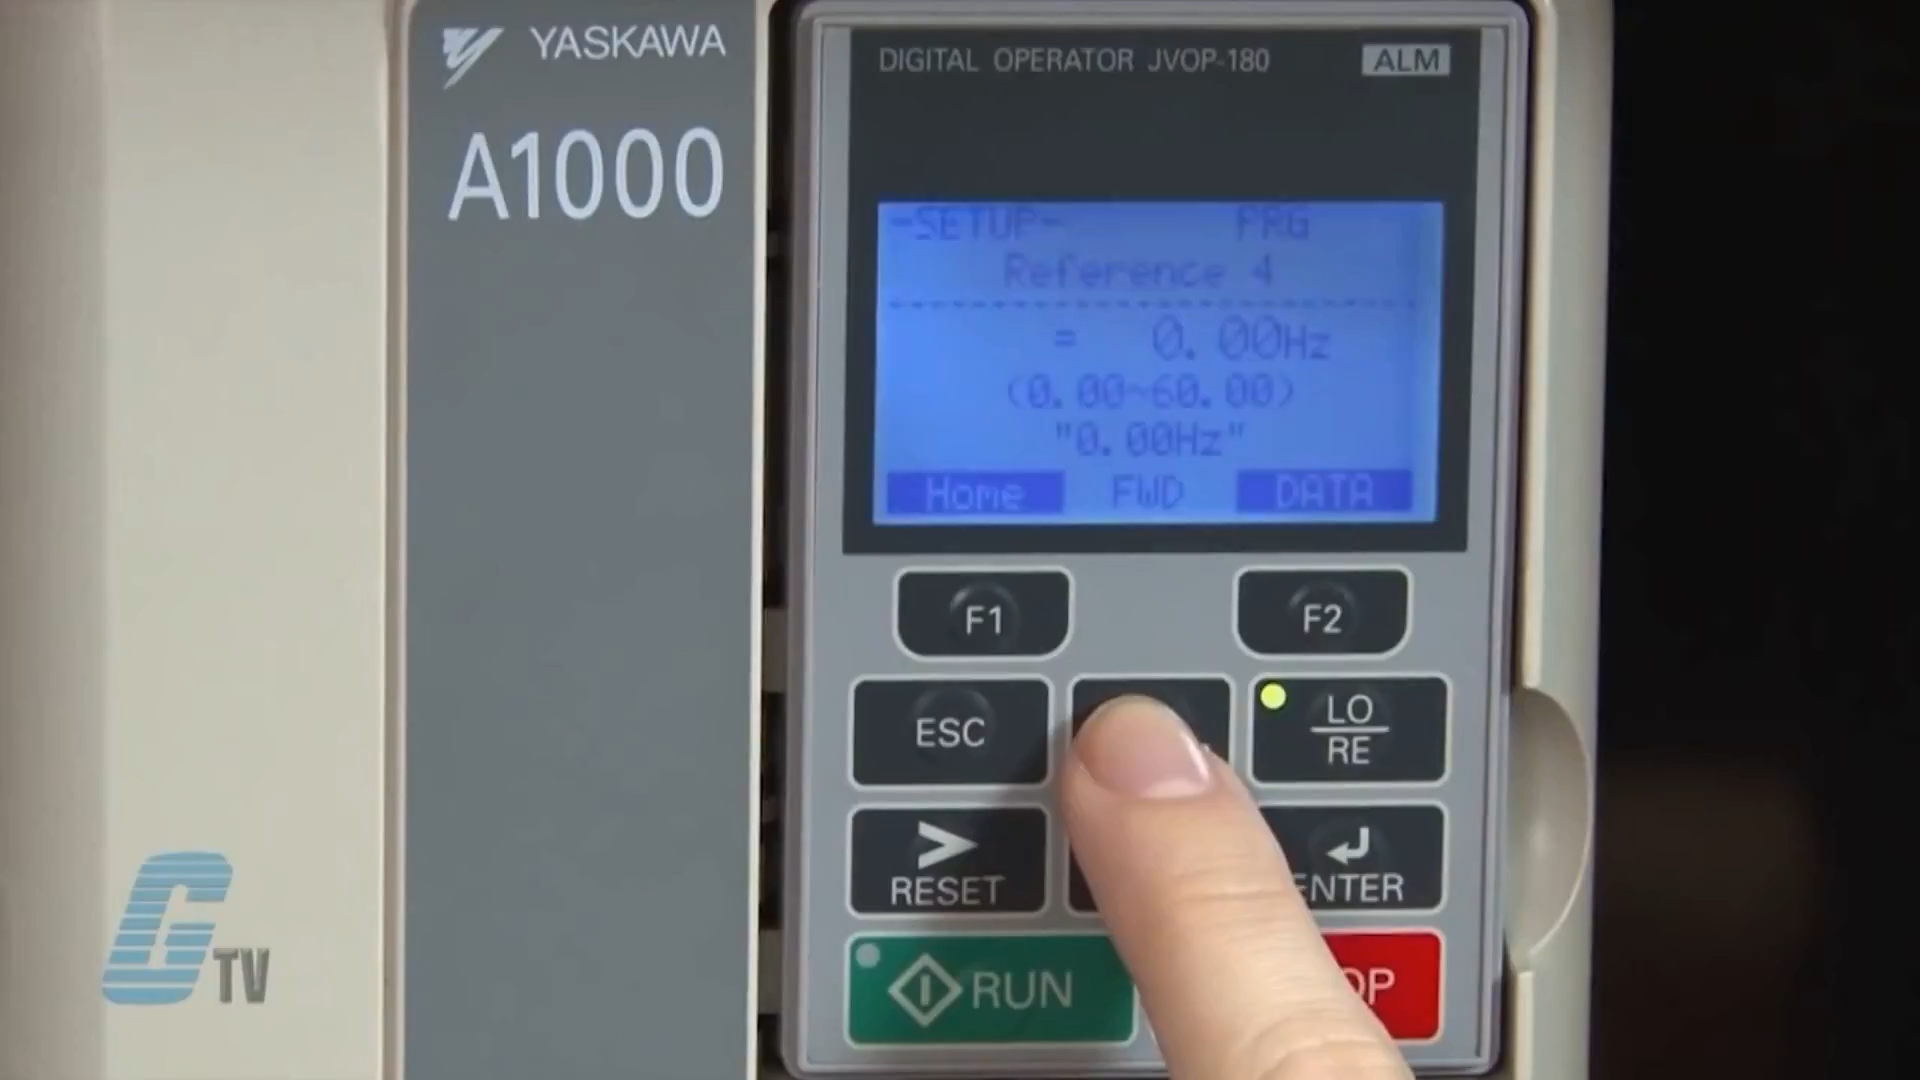 YASKAWA
A1000
DIGITAL OPERATOR JVOP-180 ALM
-SETUP- PRG
Reference 4
= 0.00Hz
(0.00~60.00)
"0.00Hz"
Home FWD DATA
F1 F2
ESC LO
RE
RESET ENTER
RUN
G TV